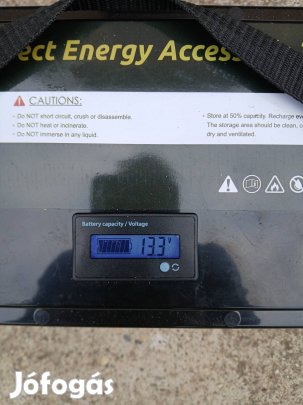 ect Energy Access
CAUTIONS:
- Do NOT short circuit, crush or disassemble.
- Do NOT heat or incinerate.
- Do NOT immerse in any liquid.
- Store at 50% capacity. Recharge
The storage area should be clean,
dry and ventilated.
Battery capacity / Voltage
13.3 V
Jófogás